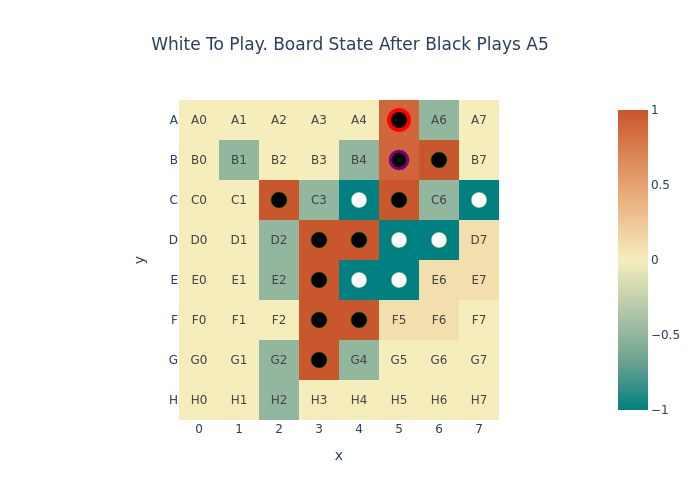 White To Play. Board State After Black Plays A5
A A0 A1 A2 A3 A4 A6 A7 1
B B0 B1 B2 B3 B4 B7
C C0 C1 C3 C6 0.5
D D0 D1 D2 D7
y E E0 E1 E2 E6 E7 0
F F0 F1 F2 F5 F6 F7 −0.5
G G0 G1 G2 G4 G5 G6 G7
H H0 H1 H2 H3 H4 H5 H6 H7 −1
0 1 2 3 4 5 6 7
x